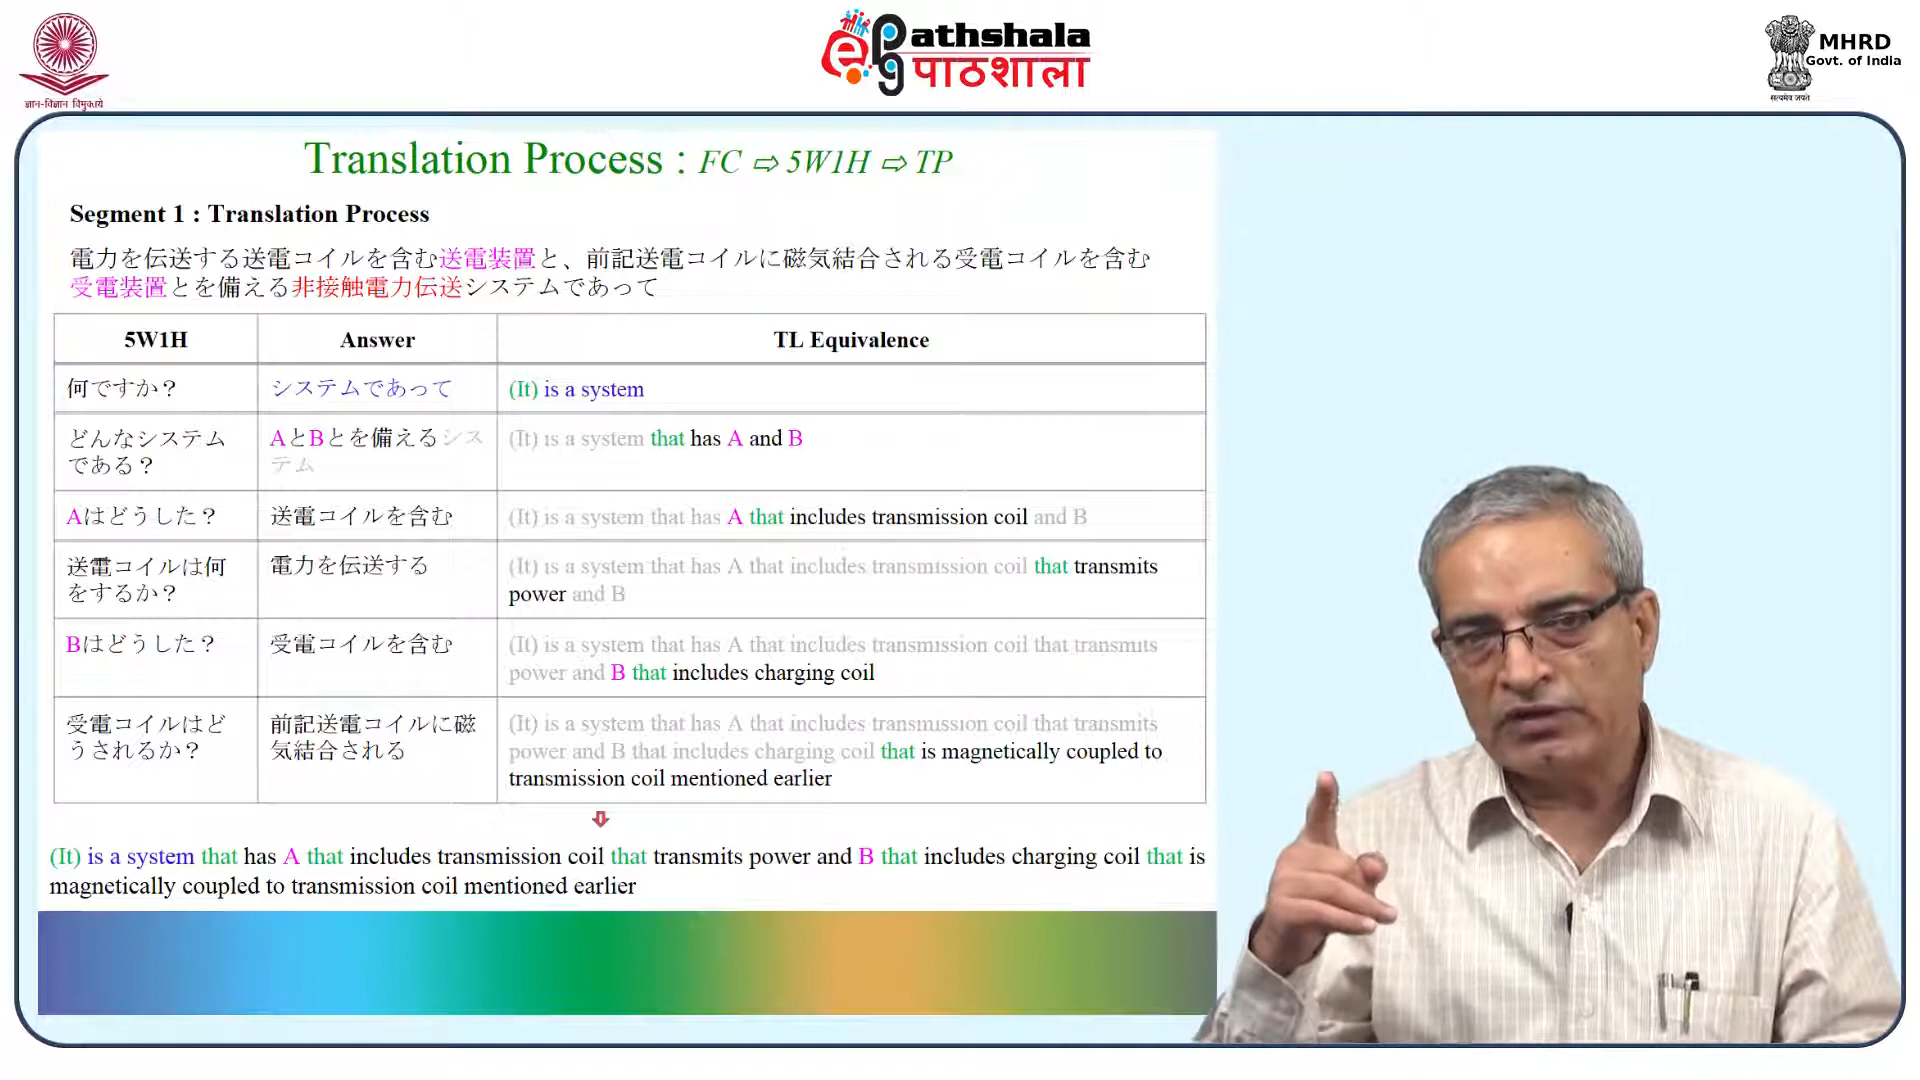 ज्ञान-विज्ञान विमुक्तये
ePathshala
पाठशाला
MHRD
Govt. of India
सत्यमेव जयते
Translation Process : FC ⇨ 5W1H ⇨ TP
Segment 1 : Translation Process
電力を伝送する送電コイルを含む送電装置と、前記送電コイルに磁気結合される受電コイルを含む
受電装置とを備える非接触電力伝送システムであって
5W1H Answer TL Equivalence
何ですか？ システムであって (It) is a system
どんなシステム
である？
AとBとを備えるシス
テム
(It) is a system that has A and B
Aはどうした？ 送電コイルを含む (It) is a system that has A that includes transmission coil and B
送電コイルは何
をするか？
電力を伝送する
(It) is a system that has A that includes transmission coil that transmits
power and B
Bはどうした？ 受電コイルを含む
(It) is a system that has A that includes transmission coil that transmits
power and B that includes charging coil
受電コイルはど
うされるか？
前記送電コイルに磁
気結合される
(It) is a system that has A that includes transmission coil that transmits
power and B that includes charging coil that is magnetically coupled to
transmission coil mentioned earlier
(It) is a system that has A that includes transmission coil that transmits power and B that includes charging coil that is
magnetically coupled to transmission coil mentioned earlier